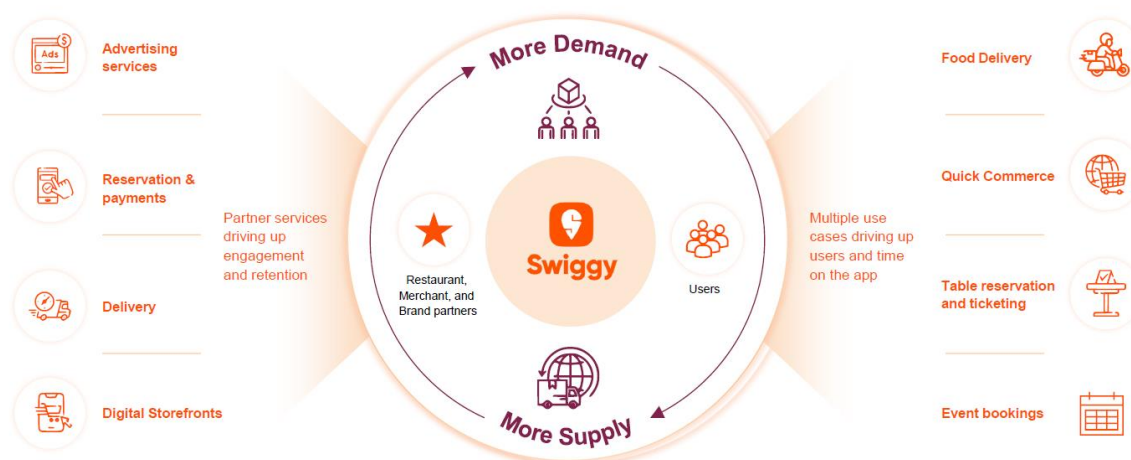 Ads
$
Advertising
services
Reservation &
payments
Delivery
Digital Storefronts
Partner services
driving up
engagement
and retention
More Demand
Restaurant,
Merchant, and
Brand partners
Swiggy
Users
More Supply
Multiple use
cases driving up
users and time
on the app
Food Delivery
Quick Commerce
Table reservation
and ticketing
Event bookings